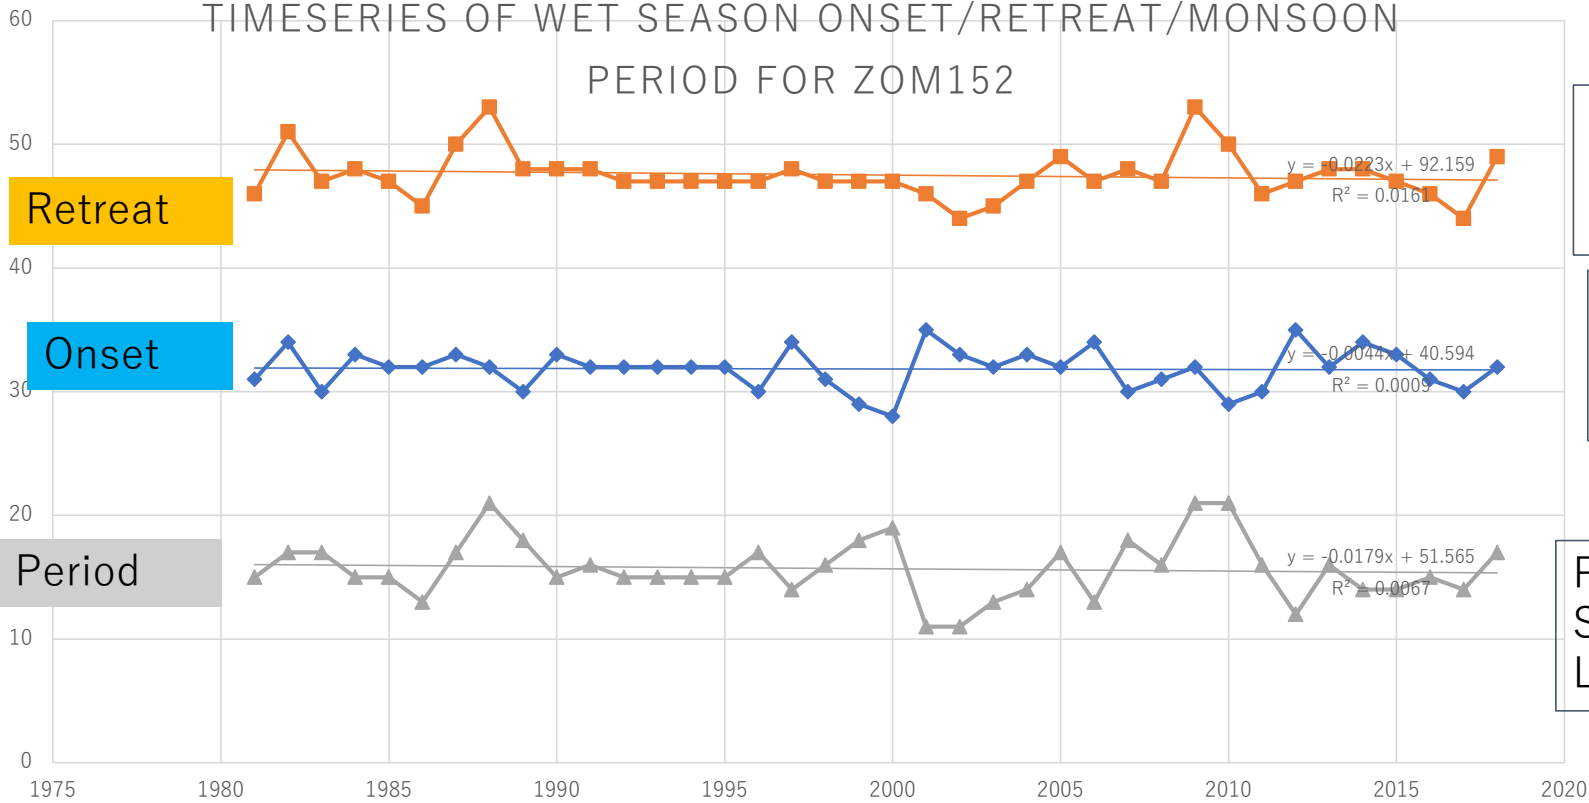 TIMESERIES OF WET SEASON ONSET/RETREAT/MONSOON
PERIOD FOR ZOM152
60
50
40
30
20
10
0
Retreat
Onset
Period
y = -0.0223x + 92.159
R² = 0.0161
y = -0.0044x + 40.594
R² = 0.0009
y = -0.0179x + 51.565
R² = 0.0067
P
S
L
1975 1980 1985 1990 1995 2000 2005 2010 2015 2020